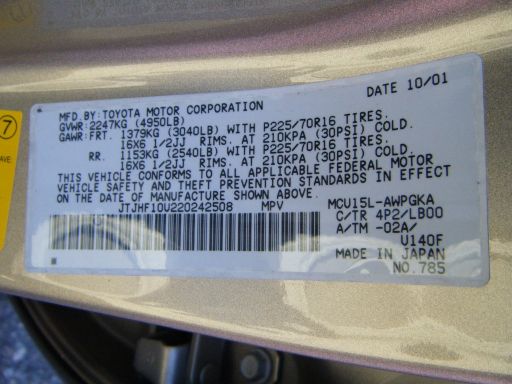 DATE 10/01
MFD.BY:TOYOTA MOTOR CORPORATION
GVWR:2247KG (4950LB)
GAWR:FRT. 1379KG (3040LB) WITH P225/70R16 TIRES.
16X6 1/2JJ RIMS. AT 210KPA (30PSI) COLD.
RR. 1153KG (2540LB) WITH P225/70R16 TIRES.
16X6 1/2JJ RIMS. AT 210KPA (30PSI) COLD.
THIS VEHICLE CONFORMS TO ALL APPLICABLE FEDERAL MOTOR
VEHICLE SAFETY AND THEFT PREVENTION STANDARDS IN EFFECT
ON THE DATE OF MANUFACTURE SHOWN ABOVE.
JTJHF10U220242508 MPV MCU15L-AWPGKA
C/TR 4P2/LB00
A/TM -02A/
U140F
MADE IN JAPAN
NO.785
7
AVE: